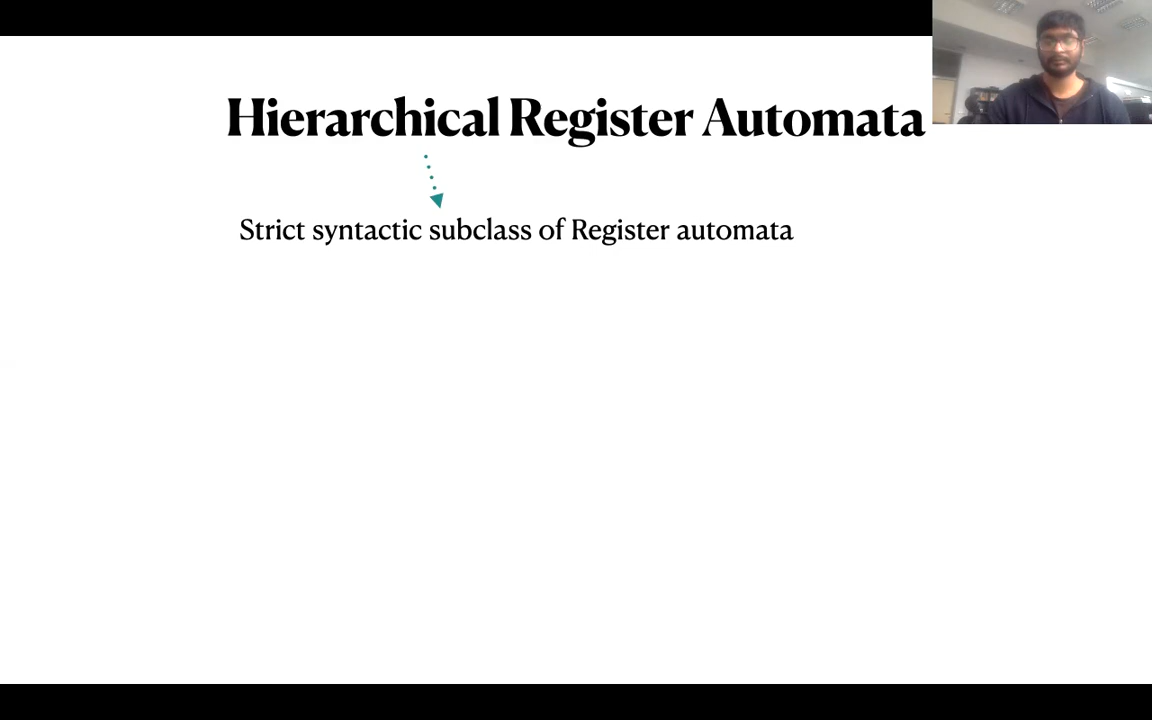 Hierarchical Register Automata
Strict syntactic subclass of Register automata